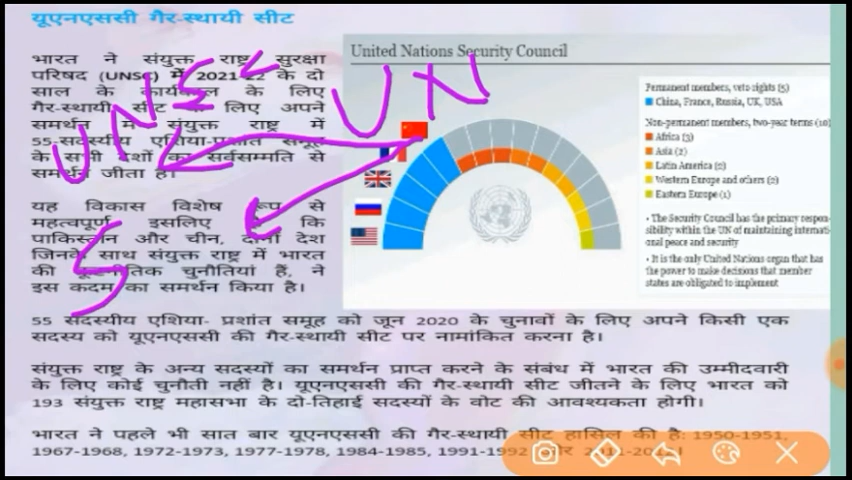 यूएनएससी गैर-स्थायी सीट
भारत ने संयुक्त राष्ट्र सुरक्षा
परिषद (UNSC) में 2021-22 के दो
साल के कार्यकाल के लिए
गैर-स्थायी सीट के लिए अपने
समर्थन में संयुक्त राष्ट्र में
55-सदस्यीय एशिया-प्रशांत समूह
के सभी देशों का सर्वसम्मति से
समर्थन जीता है।
यह विकास विशेष रूप से
महत्वपूर्ण इसलिए है कि
पाकिस्तान और चीन, दोनों देश
जिनके साथ संयुक्त राष्ट्र में भारत
की कूटनीतिक चुनौतियां हैं, ने
इस कदम का समर्थन किया है।
UNSC
UN
5
United Nations Security Council
Permanent members, veto rights (5)
China, France, Russia, UK, USA
Non-permanent members, two-year terms (10)
Africa (3)
Asia (2)
Latin America (2)
Western Europe and others (2)
Eastern Europe (1)
• The Security Council has the primary respon-
sibility within the UN of maintaining internati-
onal peace and security
• It is the only United Nations organ that has
the power to make decisions that member
states are obligated to implement
55 सदस्यीय एशिया- प्रशांत समूह को जून 2020 के चुनावों के लिए अपने किसी एक
सदस्य को यूएनएससी की गैर-स्थायी सीट पर नामांकित करना है।
संयुक्त राष्ट्र के अन्य सदस्यों का समर्थन प्राप्त करने के संबंध में भारत की उम्मीदवारी
के लिए कोई चुनौती नहीं है। यूएनएससी की गैर-स्थायी सीट जीतने के लिए भारत को
193 संयुक्त राष्ट्र महासभा के दो-तिहाई सदस्यों के वोट की आवश्यकता होगी।
भारत ने पहले भी सात बार यूएनएससी की गैर-स्थायी सीट हासिल की है: 1950-1951,
1967-1968, 1972-1973, 1977-1978, 1984-1985, 1991-1992 और 2011-2012।